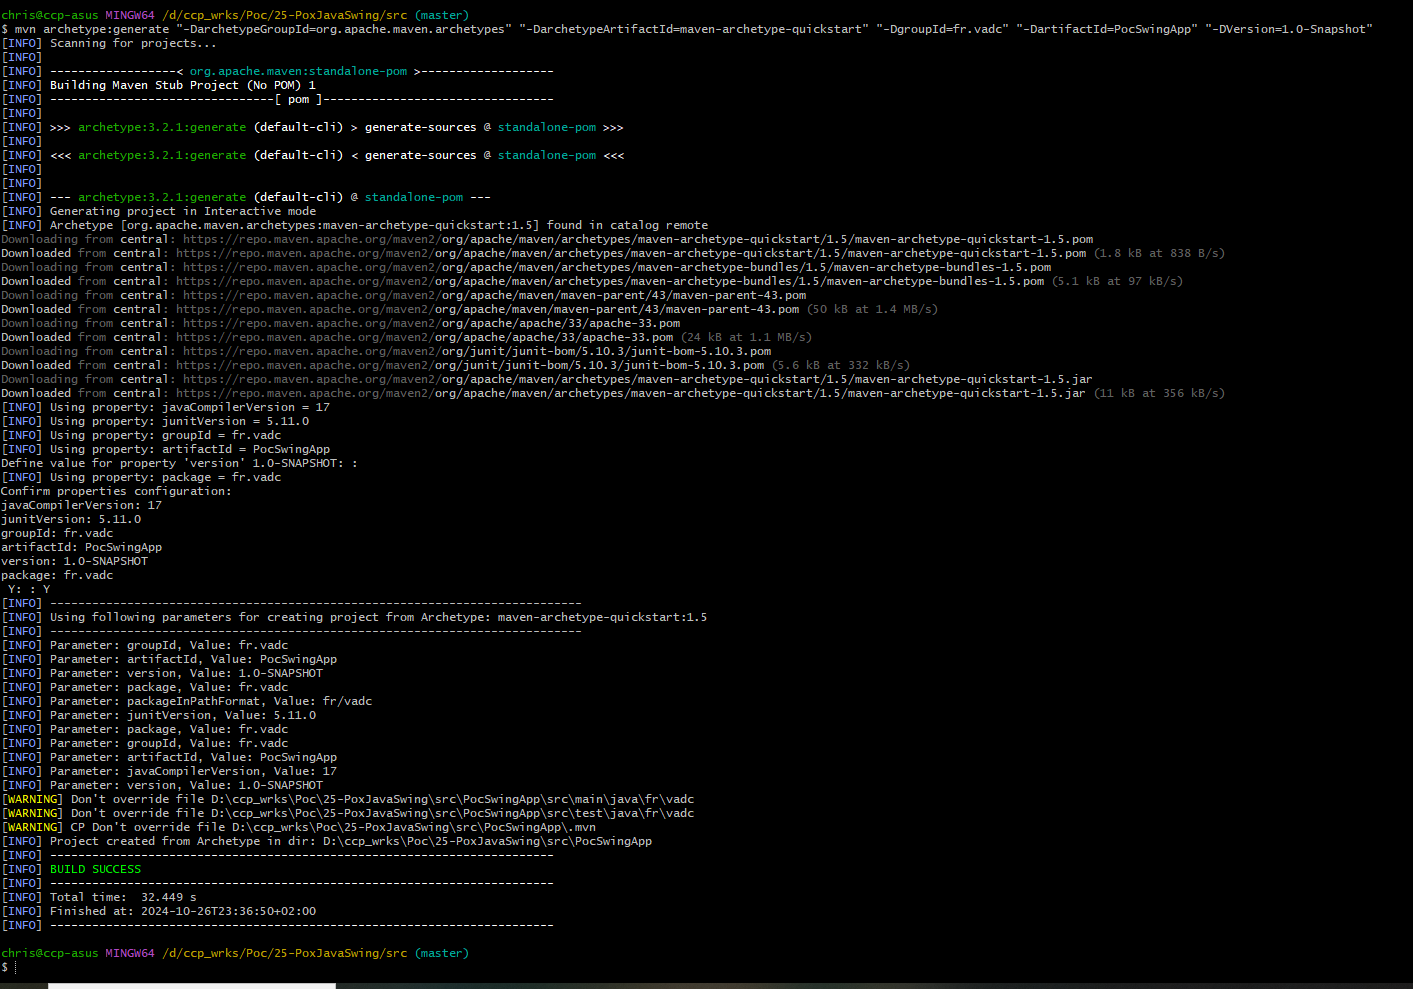 chris@ccp-asus MINGW64 /d/ccp_wrks/Poc/25-PoxJavaSwing/src (master)
$ mvn archetype:generate "-DarchetypeGroupId=org.apache.maven.archetypes" "-DarchetypeArtifactId=maven-archetype-quickstart" "-DgroupId=fr.vadc" "-DartifactId=PocSwingApp" "-DVersion=1.0-Snapshot"
[INFO] Scanning for projects...
[INFO]
[INFO] ------------------< org.apache.maven:standalone-pom >-------------------
[INFO] Building Maven Stub Project (No POM) 1
[INFO] --------------------------------[ pom ]---------------------------------
[INFO]
[INFO] >>> archetype:3.2.1:generate (default-cli) > generate-sources @ standalone-pom >>>
[INFO]
[INFO] <<< archetype:3.2.1:generate (default-cli) < generate-sources @ standalone-pom <<<
[INFO]
[INFO]
[INFO] --- archetype:3.2.1:generate (default-cli) @ standalone-pom ---
[INFO] Generating project in Interactive mode
[INFO] Archetype [org.apache.maven.archetypes:maven-archetype-quickstart:1.5] found in catalog remote
Downloading from central: https://repo.maven.apache.org/maven2/org/apache/maven/archetypes/maven-archetype-quickstart/1.5/maven-archetype-quickstart-1.5.pom
Downloaded from central: https://repo.maven.apache.org/maven2/org/apache/maven/archetypes/maven-archetype-quickstart/1.5/maven-archetype-quickstart-1.5.pom (1.8 kB at 838 B/s)
Downloading from central: https://repo.maven.apache.org/maven2/org/apache/maven/archetypes/maven-archetype-bundles/1.5/maven-archetype-bundles-1.5.pom
Downloaded from central: https://repo.maven.apache.org/maven2/org/apache/maven/archetypes/maven-archetype-bundles/1.5/maven-archetype-bundles-1.5.pom (5.1 kB at 97 kB/s)
Downloading from central: https://repo.maven.apache.org/maven2/org/apache/maven/maven-parent/43/maven-parent-43.pom
Downloaded from central: https://repo.maven.apache.org/maven2/org/apache/maven/maven-parent/43/maven-parent-43.pom (50 kB at 1.4 MB/s)
Downloading from central: https://repo.maven.apache.org/maven2/org/apache/apache/33/apache-33.pom
Downloaded from central: https://repo.maven.apache.org/maven2/org/apache/apache/33/apache-33.pom (24 kB at 1.1 MB/s)
Downloading from central: https://repo.maven.apache.org/maven2/org/junit/junit-bom/5.10.3/junit-bom-5.10.3.pom
Downloaded from central: https://repo.maven.apache.org/maven2/org/junit/junit-bom/5.10.3/junit-bom-5.10.3.pom (5.6 kB at 332 kB/s)
Downloading from central: https://repo.maven.apache.org/maven2/org/apache/maven/archetypes/maven-archetype-quickstart/1.5/maven-archetype-quickstart-1.5.jar
Downloaded from central: https://repo.maven.apache.org/maven2/org/apache/maven/archetypes/maven-archetype-quickstart/1.5/maven-archetype-quickstart-1.5.jar (11 kB at 356 kB/s)
[INFO] Using property: javaCompilerVersion = 17
[INFO] Using property: junitVersion = 5.11.0
[INFO] Using property: groupId = fr.vadc
[INFO] Using property: artifactId = PocSwingApp
Define value for property 'version' 1.0-SNAPSHOT: :
[INFO] Using property: package = fr.vadc
Confirm properties configuration:
javaCompilerVersion: 17
junitVersion: 5.11.0
groupId: fr.vadc
artifactId: PocSwingApp
version: 1.0-SNAPSHOT
package: fr.vadc
 Y: : Y
[INFO] ----------------------------------------------------------------------------
[INFO] Using following parameters for creating project from Archetype: maven-archetype-quickstart:1.5
[INFO] ----------------------------------------------------------------------------
[INFO] Parameter: groupId, Value: fr.vadc
[INFO] Parameter: artifactId, Value: PocSwingApp
[INFO] Parameter: version, Value: 1.0-SNAPSHOT
[INFO] Parameter: package, Value: fr.vadc
[INFO] Parameter: packageInPathFormat, Value: fr/vadc
[INFO] Parameter: junitVersion, Value: 5.11.0
[INFO] Parameter: package, Value: fr.vadc
[INFO] Parameter: groupId, Value: fr.vadc
[INFO] Parameter: artifactId, Value: PocSwingApp
[INFO] Parameter: javaCompilerVersion, Value: 17
[INFO] Parameter: version, Value: 1.0-SNAPSHOT
[WARNING] Don't override file D:\ccp_wrks\Poc\25-PoxJavaSwing\src\PocSwingApp\src\main\java\fr\vadc
[WARNING] Don't override file D:\ccp_wrks\Poc\25-PoxJavaSwing\src\PocSwingApp\src\test\java\fr\vadc
[WARNING] CP Don't override file D:\ccp_wrks\Poc\25-PoxJavaSwing\src\PocSwingApp\.mvn
[INFO] Project created from Archetype in dir: D:\ccp_wrks\Poc\25-PoxJavaSwing\src\PocSwingApp
[INFO] ------------------------------------------------------------------------
[INFO] BUILD SUCCESS
[INFO] ------------------------------------------------------------------------
[INFO] Total time:  32.449 s
[INFO] Finished at: 2024-10-26T23:36:50+02:00
[INFO] ------------------------------------------------------------------------
chris@ccp-asus MINGW64 /d/ccp_wrks/Poc/25-PoxJavaSwing/src (master)
$